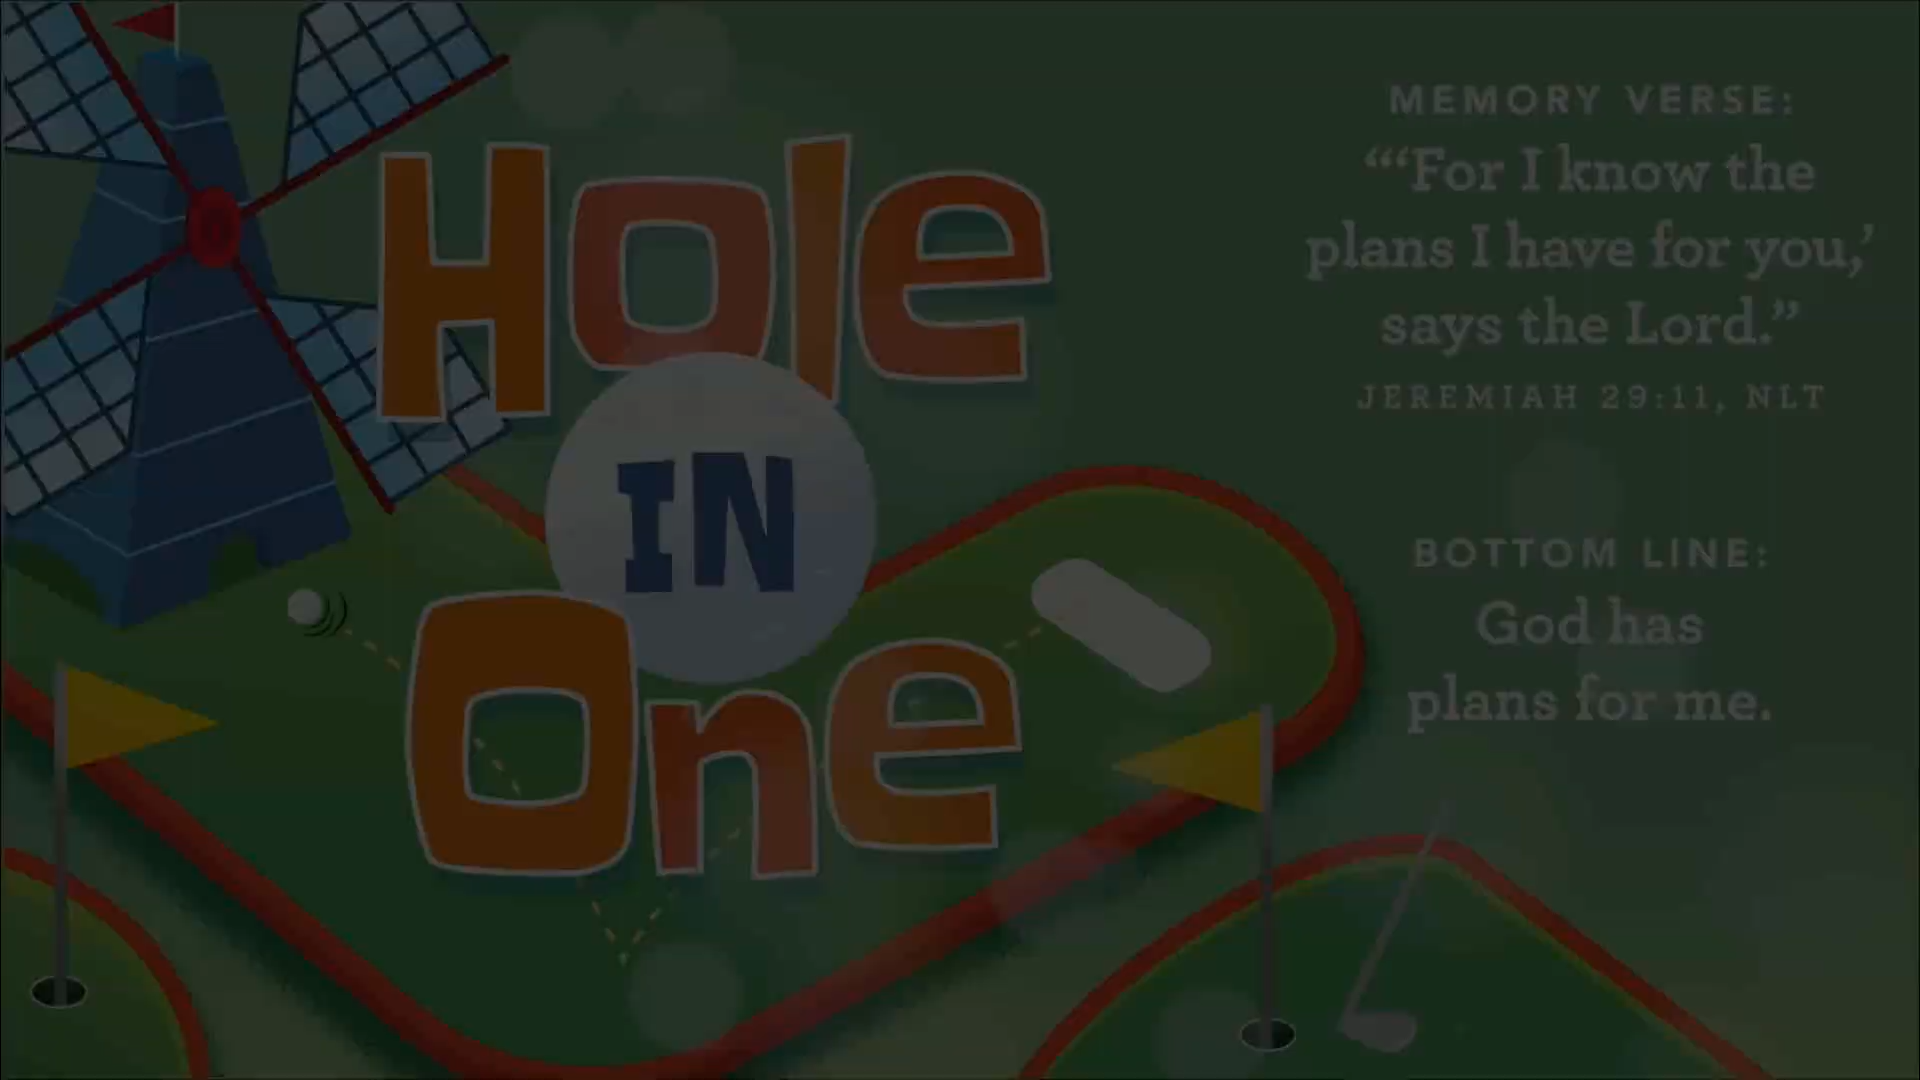 Hole
IN
One
MEMORY VERSE:
“‘For I know the
plans I have for you,’
says the Lord.”
JEREMIAH 29:11, NLT
BOTTOM LINE:
God has
plans for me.